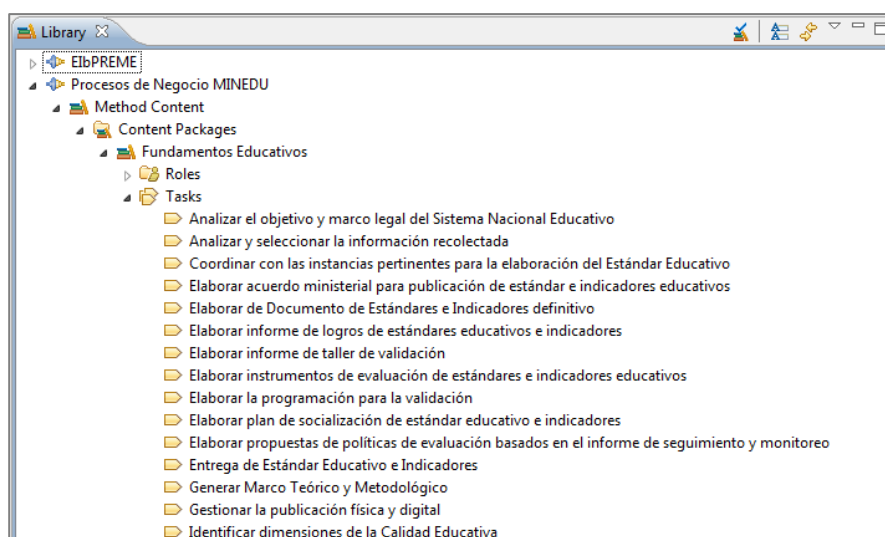 Library
EIbPREME
Procesos de Negocio MINEDU
Method Content
Content Packages
Fundamentos Educativos
Roles
Tasks
Analizar el objetivo y marco legal del Sistema Nacional Educativo
Analizar y seleccionar la información recolectada
Coordinar con las instancias pertinentes para la elaboración del Estándar Educativo
Elaborar acuerdo ministerial para publicación de estándar e indicadores educativos
Elaborar de Documento de Estándares e Indicadores definitivo
Elaborar informe de logros de estándares educativos e indicadores
Elaborar informe de taller de validación
Elaborar instrumentos de evaluación de estándares e indicadores educativos
Elaborar la programación para la validación
Elaborar plan de socialización de estándar educativo e indicadores
Elaborar propuestas de políticas de evaluación basados en el informe de seguimiento y monitoreo
Entrega de Estándar Educativo e Indicadores
Generar Marco Teórico y Metodológico
Gestionar la publicación física y digital
Identificar dimensiones de la Calidad Educativa